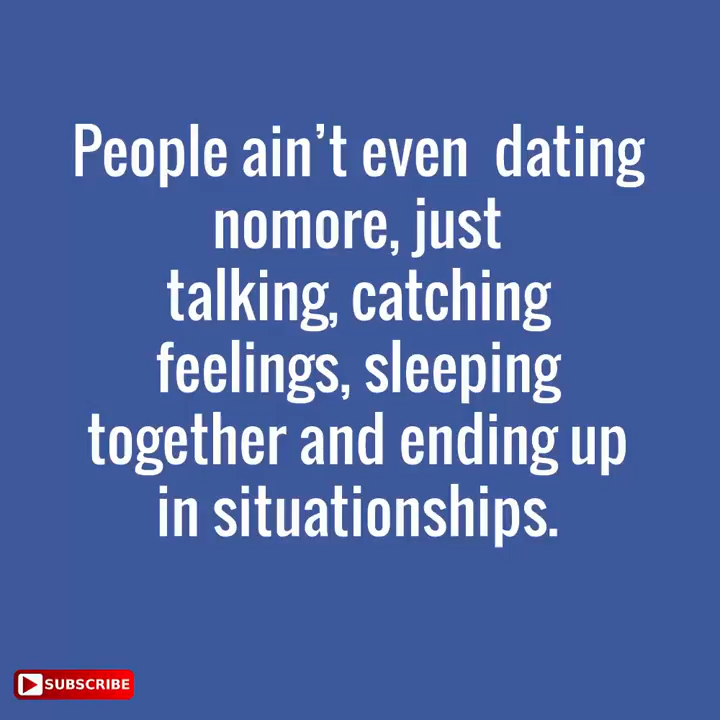 People ain’t even  dating
nomore, just
talking, catching
feelings, sleeping
together and ending up
in situationships.
SUBSCRIBE